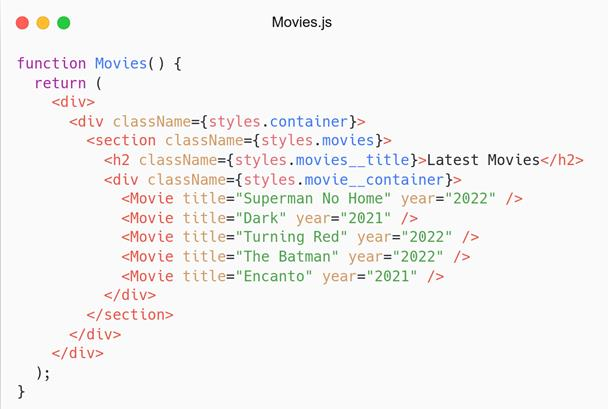 Movies.js
function Movies() {
  return (
    <div>
      <div className={styles.container}>
        <section className={styles.movies}>
          <h2 className={styles.movies__title}>Latest Movies</h2>
          <div className={styles.movie__container}>
            <Movie title="Superman No Home" year="2022" />
            <Movie title="Dark" year="2021" />
            <Movie title="Turning Red" year="2022" />
            <Movie title="The Batman" year="2022" />
            <Movie title="Encanto" year="2021" />
          </div>
        </section>
      </div>
    </div>
  );
}